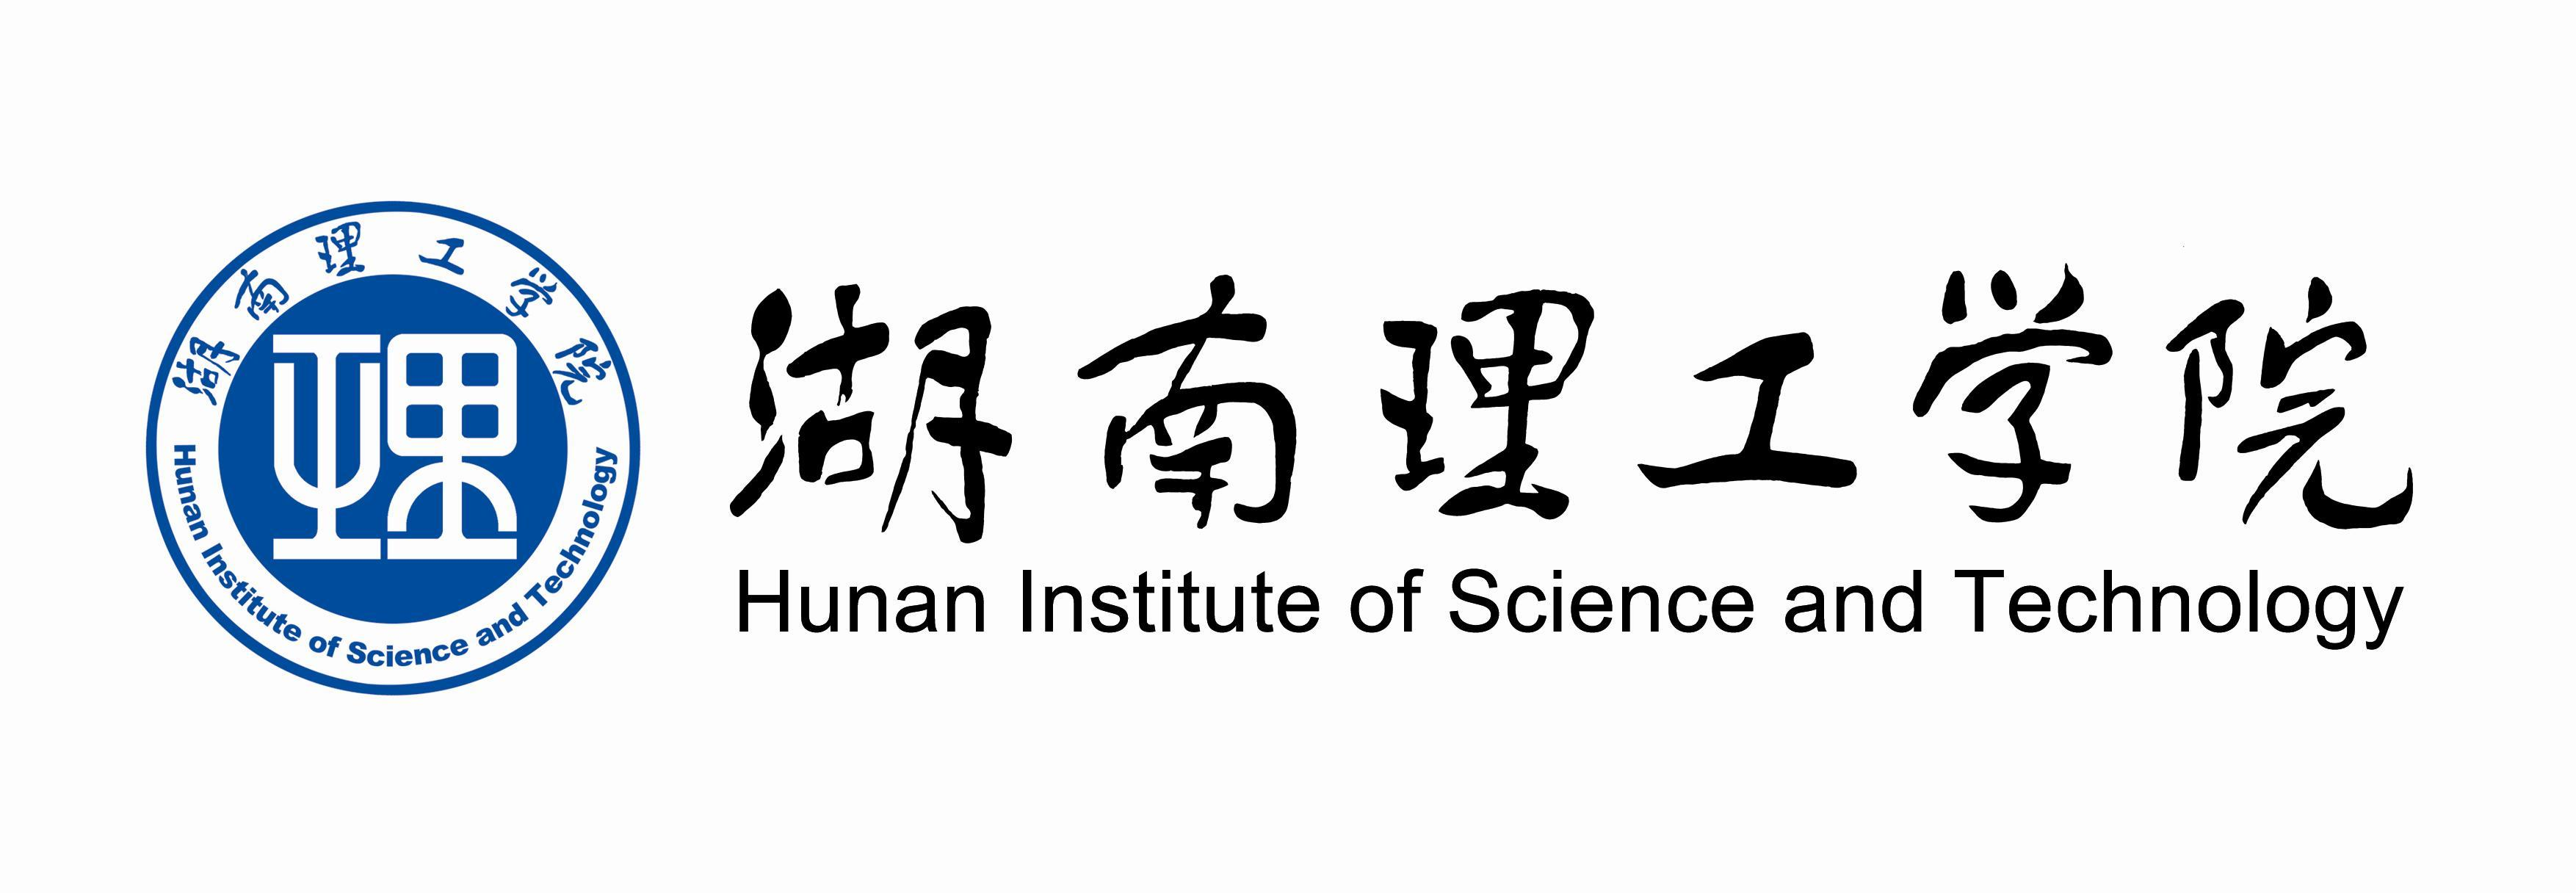 湖南理工学院
Hunan Institute of Science and Technology
理
湖南理工学院
Hunan Institute of Science and Technology